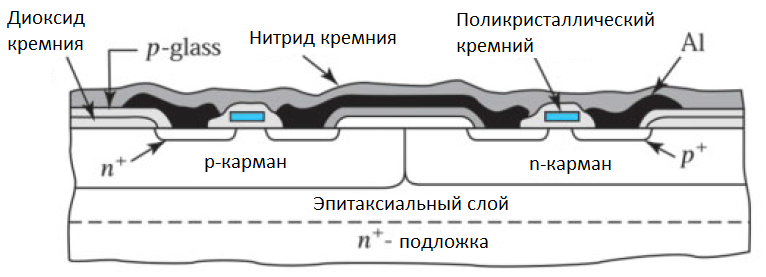 Диоксид
кремния
p-glass
Нитрид кремния
Поликристаллический
кремний
Al
n+
p-карман
n-карман
p+
Эпитаксиальный слой
n+- подложка